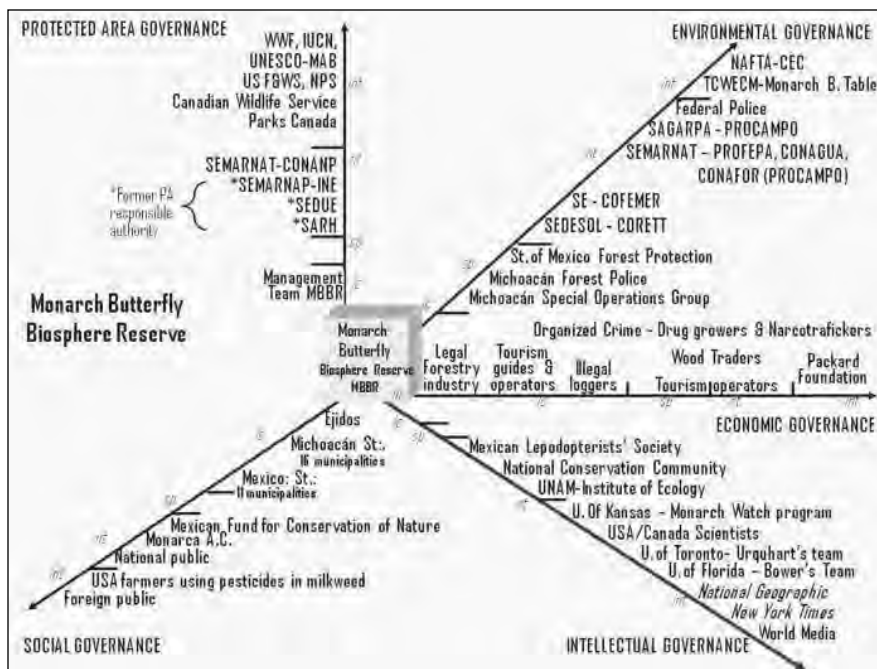 PROTECTED AREA GOVERNANCE
WWF, IUCN,
UNESCO-MAB
US F&WS, NPS
Canadian Wildlife Service
Parks Canada
SEMARNAT-CONANP
*SEMARNAP-INE
*SEDUE
*SARH
*Former PA
responsible
authority
Management
Team MBBR
Monarch Butterfly
Biosphere Reserve
ENVIRONMENTAL GOVERNANCE
NAFTA-CEC
TCWECM-Monarch B. Table
Federal Police
SAGARPA - PROCAMPO
SEMARNAT - PROFEPA, CONAGUA,
CONAFOR (PROCAMPO)
SE - COFEMER
SEDESOL - CORETT
St. of Mexico Forest Protection
Michoacán Forest Police
Michoacán Special Operations Group
Monarch
Butterfly
Biosphere Reserve
MBBR
Organized Crime - Drug growers & Narcotrafickers
Legal
Forestry
industry
Tourism
guides &
operators
Illegal
loggers
Wood Traders
Tourism operators
Packard
Foundation
int
ECONOMIC GOVERNANCE
Ejidos
Michoacán St:.
16 municipalities
Mexico: St.:
11 municipalities
Mexican Fund for Conservation of Nature
Monarca A.C.
National public
USA farmers using pesticides in milkweed
Foreign public
SOCIAL GOVERNANCE
Mexican Lepodopterists' Society
National Conservation Community
UNAM-Institute of Ecology
U. Of Kansas - Monarch Watch program
USA/Canada Scientists
U. of Toronto- Urquhart's team
U. of Florida - Bower's Team
National Geographic
New York Times
World Media
INTELLECTUAL GOVERNANCE